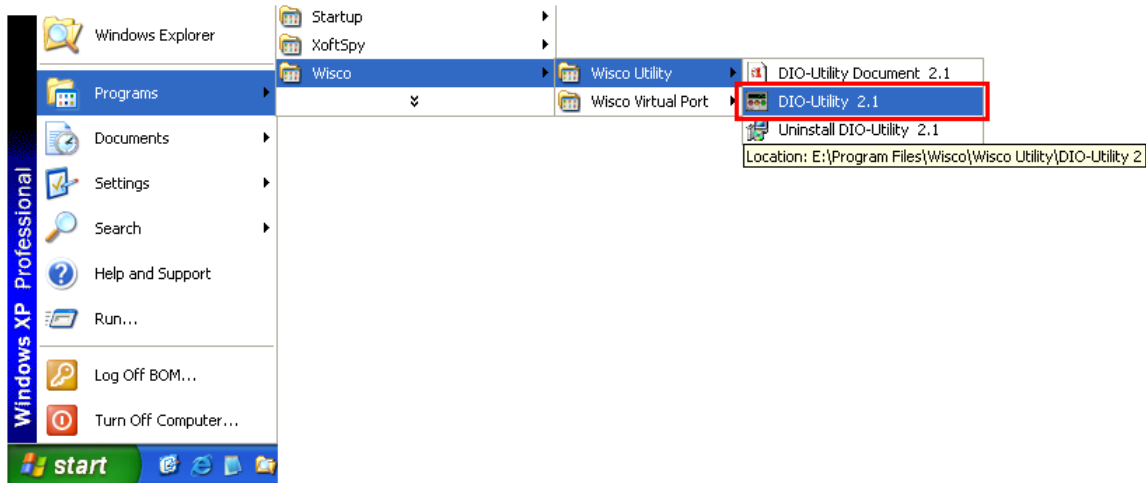 Windows Explorer
Programs
Documents
Settings
Search
Help and Support
Run...
Log Off BOM...
Turn Off Computer...
Windows XP Professional
start
Startup
XoftSpy
Wisco
Wisco Utility
Wisco Virtual Port
DIO-Utility Document 2.1
DIO-Utility 2.1
Uninstall DIO-Utility 2.1
Location: E:\Program Files\Wisco\Wisco Utility\DIO-Utility 2